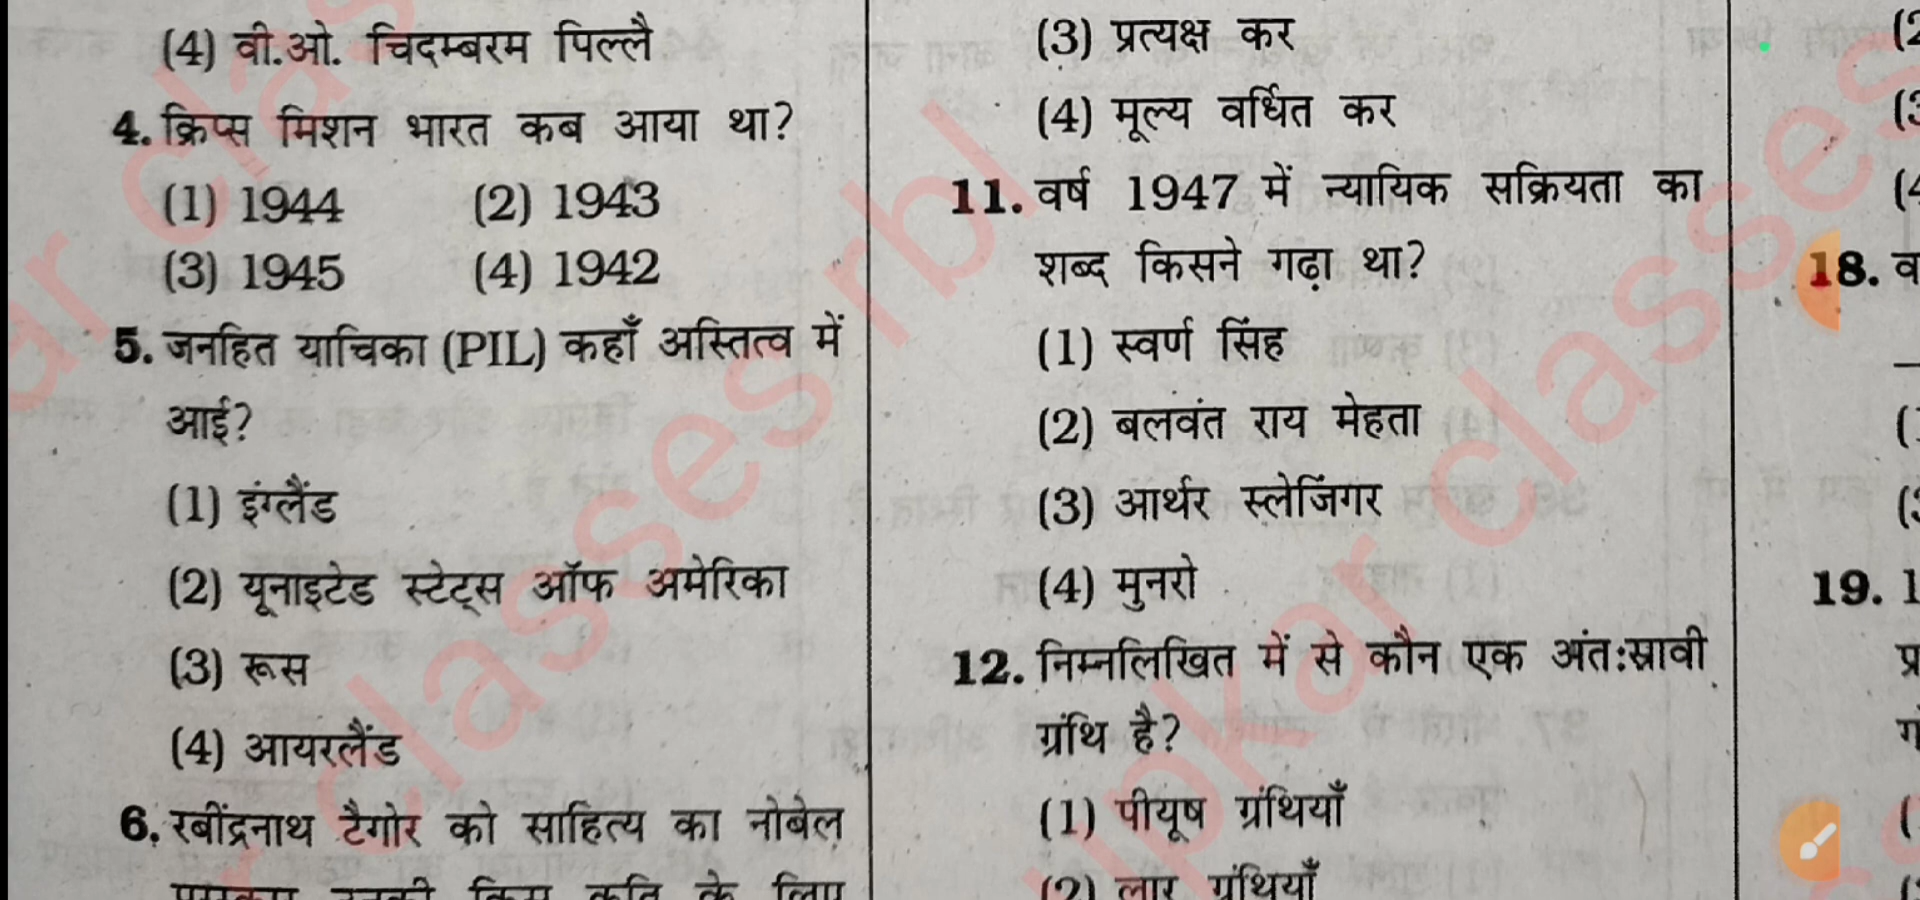 (4) वी.ओ. चिदम्बरम पिल्लै
4. क्रिप्स मिशन भारत कब आया था?
(1) 1944 (2) 1943
(3) 1945 (4) 1942
5. जनहित याचिका (PIL) कहाँ अस्तित्व में
आई?
(1) इंग्लैंड
(2) यूनाइटेड स्टेट्स ऑफ अमेरिका
(3) रूस
(4) आयरलैंड
6. रबींद्रनाथ टैगोर को साहित्य का नोबेल
(3) प्रत्यक्ष कर
(4) मूल्य वर्धित कर
11. वर्ष 1947 में न्यायिक सक्रियता का
शब्द किसने गढ़ा था?
(1) स्वर्ण सिंह
(2) बलवंत राय मेहता
(3) आर्थर स्लेजिंगर
(4) मुनरो
12. निम्नलिखित में से कौन एक अंतःस्रावी
ग्रंथि है?
(1) पीयूष ग्रंथियाँ
(2) लार ग्रंथियाँ
18.
19.